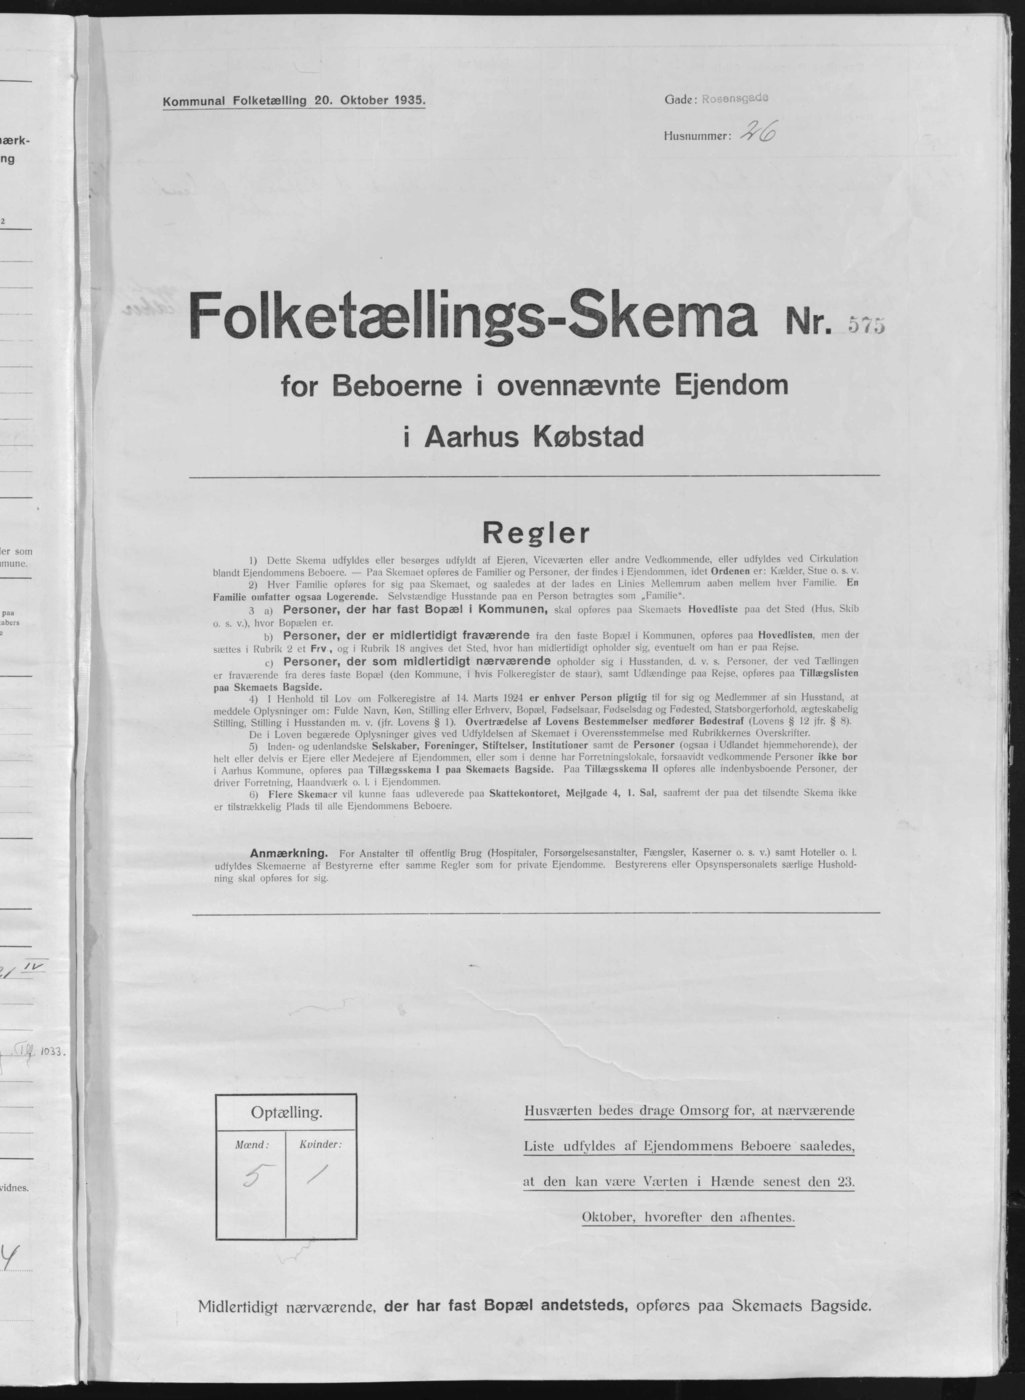 Kommunal Folketælling 20. Oktober 1935.
Gade: Rosensgade
Husnummer: 26
Folketællings-Skema Nr. 575
for Beboerne i ovennævnte Ejendom
i Aarhus Købstad
Regler
1) Dette Skema udfyldes eller besørges udfyldt af Ejeren, Viceværten eller andre Vedkommende, eller udfyldes ved Cirkulation
blandt Ejendommens Beboere. — Paa Skemaet opføres de Familier og Personer, der findes i Ejendommen, idet Ordenen er: Kælder, Stue o. s. v.
2) Hver Familie opføres for sig paa Skemaet, og saaledes at der lades en Linies Mellemrum aaben mellem hver Familie. En
Familie omfatter ogsaa Logerende. Selvstændige Husstande paa en Person betragtes som „Familie“.
3 a) Personer, der har fast Bopæl i Kommunen, skal opføres paa Skemaets Hovedliste paa det Sted (Hus, Skib
o. s. v.), hvor Bopælen er.
b) Personer, der er midlertidigt fraværende fra den faste Bopæl i Kommunen, opføres paa Hovedlisten, men der
sættes i Rubrik 2 et Frv, og i Rubrik 18 angives det Sted, hvor han midlertidigt opholder sig, eventuelt om han er paa Rejse.
c) Personer, der som midlertidigt nærværende opholder sig i Husstanden, d. v. s. Personer, der ved Tællingen
er fraværende fra deres faste Bopæl (den Kommune, i hvis Folkeregister de staar), samt Udlændinge paa Rejse, opføres paa Tillægslisten
paa Skemaets Bagside.
4) I Henhold til Lov om Folkeregistre af 14. Marts 1924 er enhver Person pligtig til for sig og Medlemmer af sin Husstand, at
meddele Oplysninger om: Fulde Navn, Køn, Stilling eller Erhverv, Bopæl, Fødselsaar, Fødselsdag og Fødested, Statsborgerforhold, ægteskabelig
Stilling, Stilling i Husstanden m. v. (jfr. Lovens § 1). Overtrædelse af Lovens Bestemmelser medfører Bødestraf (Lovens § 12 jfr. § 8).
De i Loven begærede Oplysninger gives ved Udfyldelsen af Skemaet i Overensstemmelse med Rubrikkernes Overskrifter.
5) Inden- og udenlandske Selskaber, Foreninger, Stiftelser, Institutioner samt de Personer (ogsaa i Udlandet hjemmehørende), der
helt eller delvis er Ejere eller Medejere af Ejendommen, eller som i denne har Forretningslokale, forsaavidt vedkommende Personer ikke bor
i Aarhus Kommune, opføres paa Tillægsskema I paa Skemaets Bagside. Paa Tillægsskema II opføres alle indenbysboende Personer, der
driver Forretning, Haandværk o. l. i Ejendommen.
6) Flere Skemaer vil kunne faas udleverede paa Skattekontoret, Mejlgade 4, 1. Sal, saafremt der paa det tilsendte Skema ikke
er tilstrækkelig Plads til alle Ejendommens Beboere.
Anmærkning. For Anstalter til offentlig Brug (Hospitaler, Forsørgelsesanstalter, Fængsler, Kaserner o. s. v.) samt Hoteller o. l.
udfyldes Skemaerne af Bestyrerne efter samme Regler som for private Ejendomme. Bestyrerens eller Opsynspersonalets særlige Hushold-
ning skal opføres for sig.
Optælling.
Mænd: Kvinder:
5 1
Husværten bedes drage Omsorg for, at nærværende
Liste udfyldes af Ejendommens Beboere saaledes,
at den kan være Værten i Hænde senest den 23.
Oktober, hvorefter den afhentes.
Midlertidigt nærværende, der har fast Bopæl andetsteds, opføres paa Skemaets Bagside.